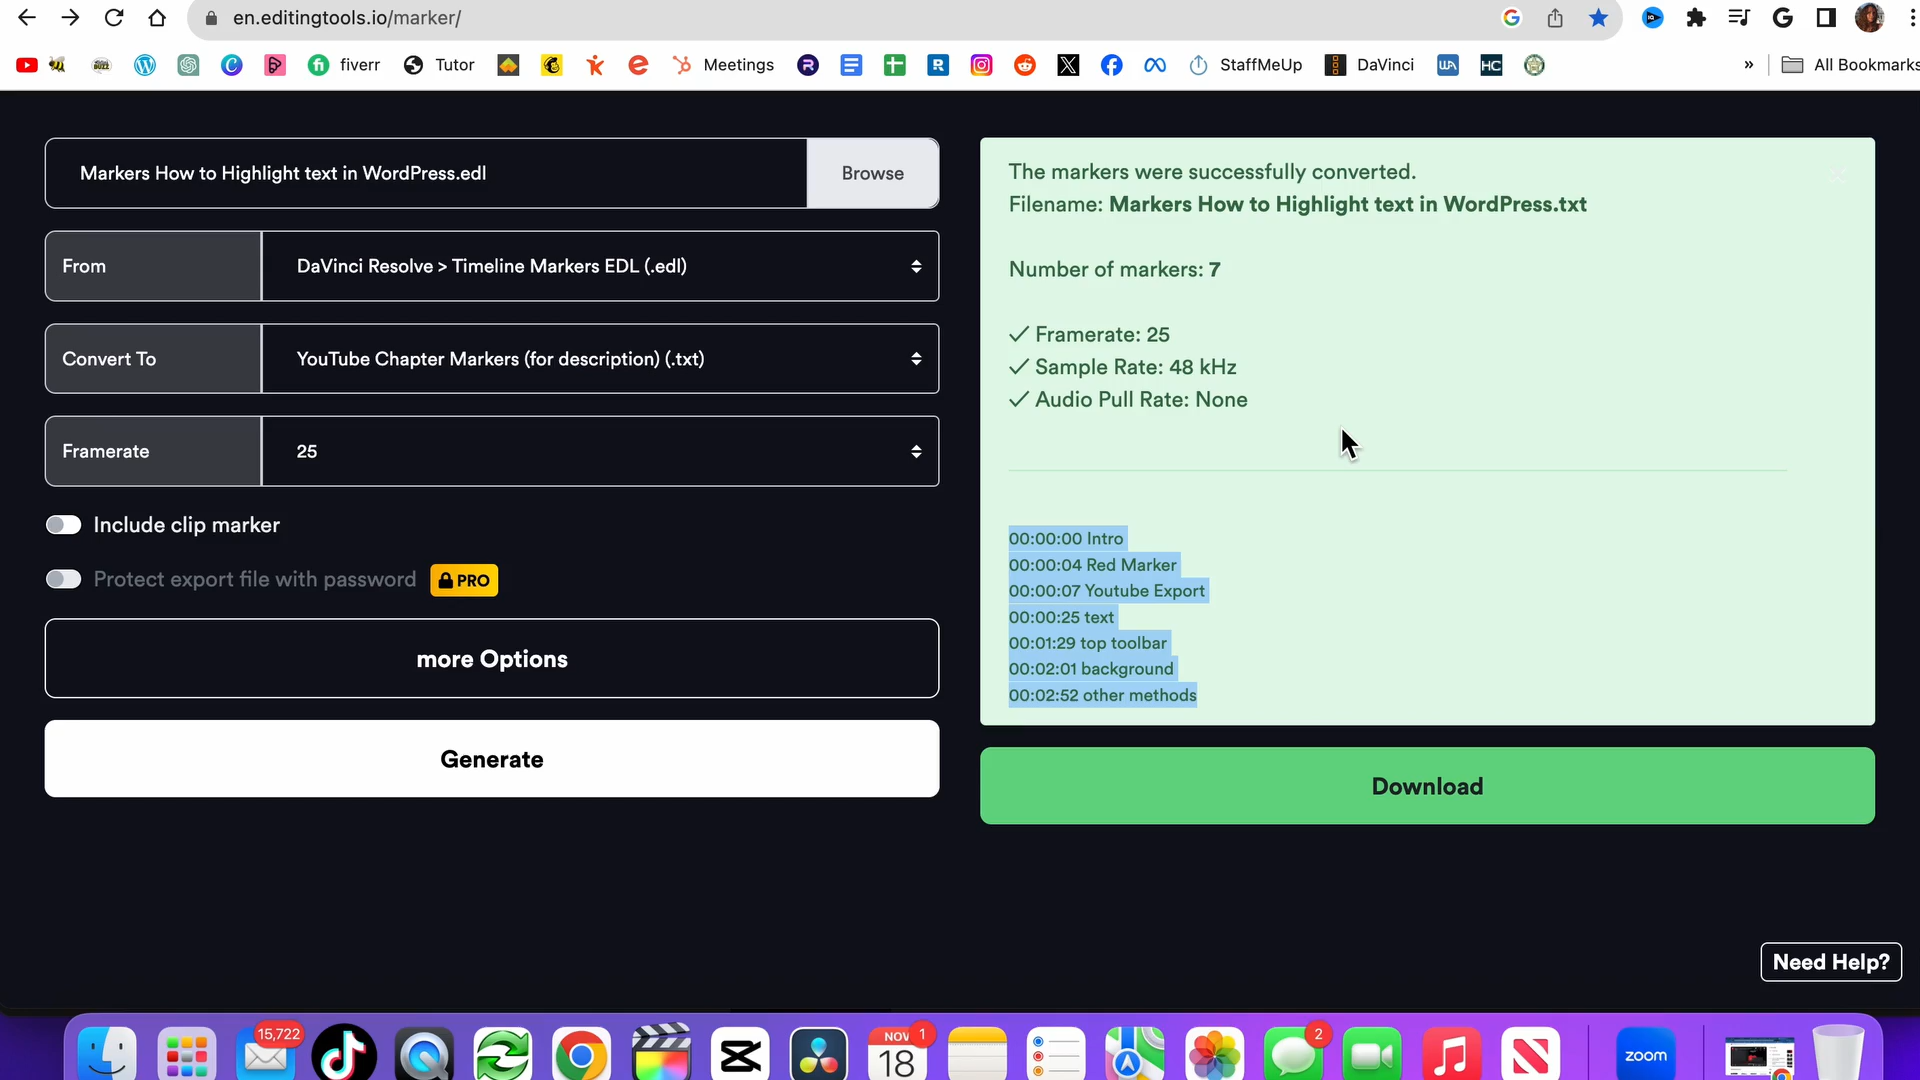 en.editingtools.io/marker/
fiverr
Tutor
Meetings
StaffMeUp
DaVinci
»
All Bookmarks
Markers How to Highlight text in WordPress.edl
Browse
From
DaVinci Resolve > Timeline Markers EDL (.edl)
Convert To
YouTube Chapter Markers (for description) (.txt)
Framerate
25
Include clip marker
Protect export file with password
PRO
more Options
Generate
The markers were successfully converted.
Filename: Markers How to Highlight text in WordPress.txt
Number of markers: 7
✓ Framerate: 25
✓ Sample Rate: 48 kHz
✓ Audio Pull Rate: None
00:00:00 Intro
00:00:04 Red Marker
00:00:07 Youtube Export
00:00:25 text
00:01:29 top toolbar
00:02:01 background
00:02:52 other methods
Download
Need Help?
15,722
NOV
18
1
2
zoom